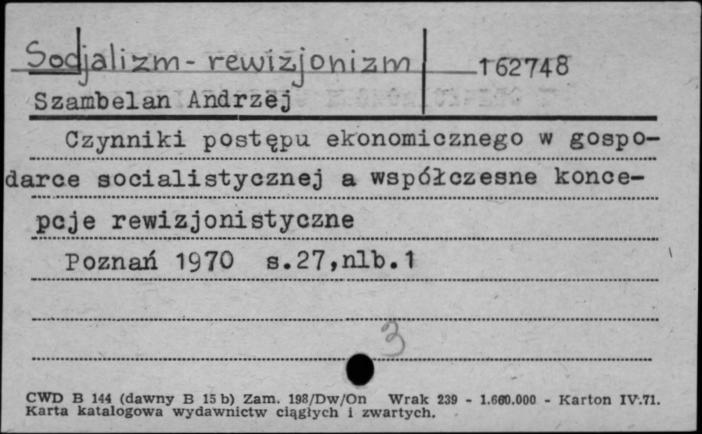 Socjalizm - rewizjonizm 162748
Szambelan Andrzej
Czynniki postępu ekonomicznego w gospo-
darce socialistycznej a współczesne konce-
pcje rewizjonistyczne
Poznań 1970 s.27,nlb.1
3
CWD B 144 (dawny B 15 b) Zam. 198/Dw/On Wrak 239 - 1.600.000 - Karton IV.71.
Karta katalogowa wydawnictw ciągłych i zwartych.